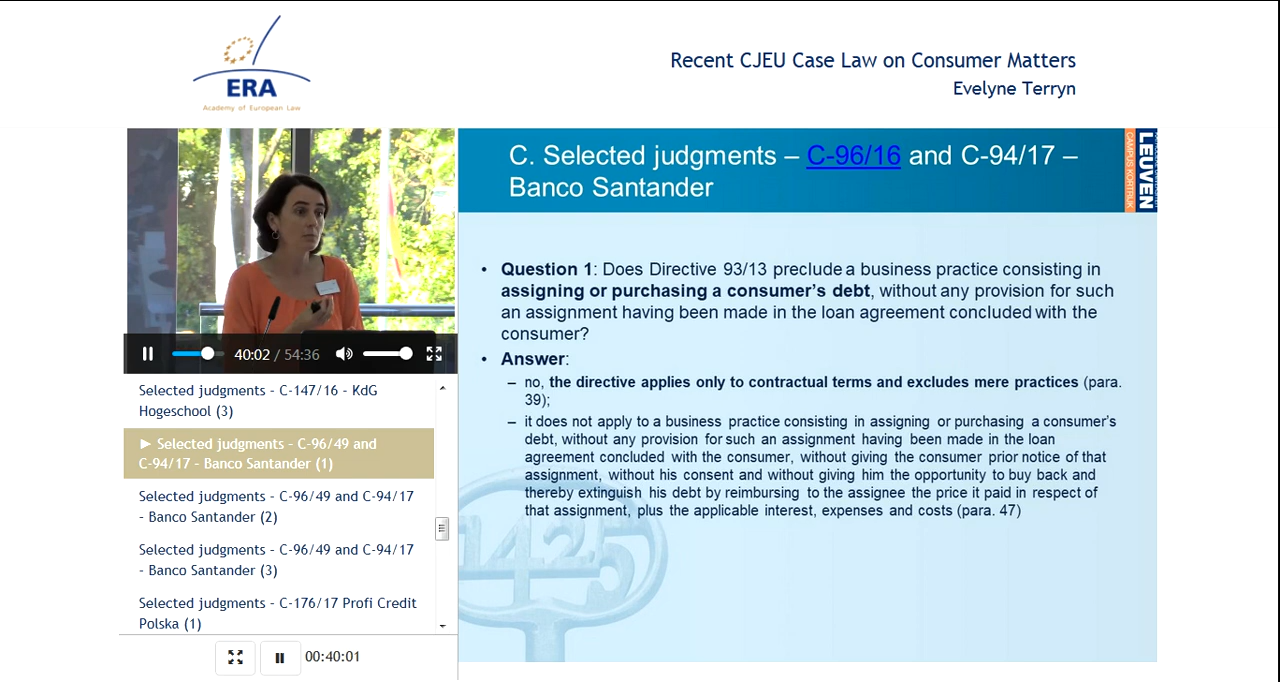 ERA
Academy of European Law
Recent CJEU Case Law on Consumer Matters
Evelyne Terryn
40:02 / 54:36
Selected judgments - C-147/16 - KdG
Hogeschool (3)
► Selected judgments - C-96/49 and
C-94/17 - Banco Santander (1)
Selected judgments - C-96/49 and C-94/17
- Banco Santander (2)
Selected judgments - C-96/49 and C-94/17
- Banco Santander (3)
Selected judgments - C-176/17 Profi Credit
Polska (1)
00:40:01
C. Selected judgments – C-96/16 and C-94/17 –
Banco Santander
LEUVEN
CAMPUS KORTRIJK
• Question 1: Does Directive 93/13 preclude a business practice consisting in
assigning or purchasing a consumer's debt, without any provision for such
an assignment having been made in the loan agreement concluded with the
consumer?
• Answer:
– no, the directive applies only to contractual terms and excludes mere practices (para.
39);
– it does not apply to a business practice consisting in assigning or purchasing a consumer's
debt, without any provision for such an assignment having been made in the loan
agreement concluded with the consumer, without giving the consumer prior notice of that
assignment, without his consent and without giving him the opportunity to buy back and
thereby extinguish his debt by reimbursing to the assignee the price it paid in respect of
that assignment, plus the applicable interest, expenses and costs (para. 47)
1425